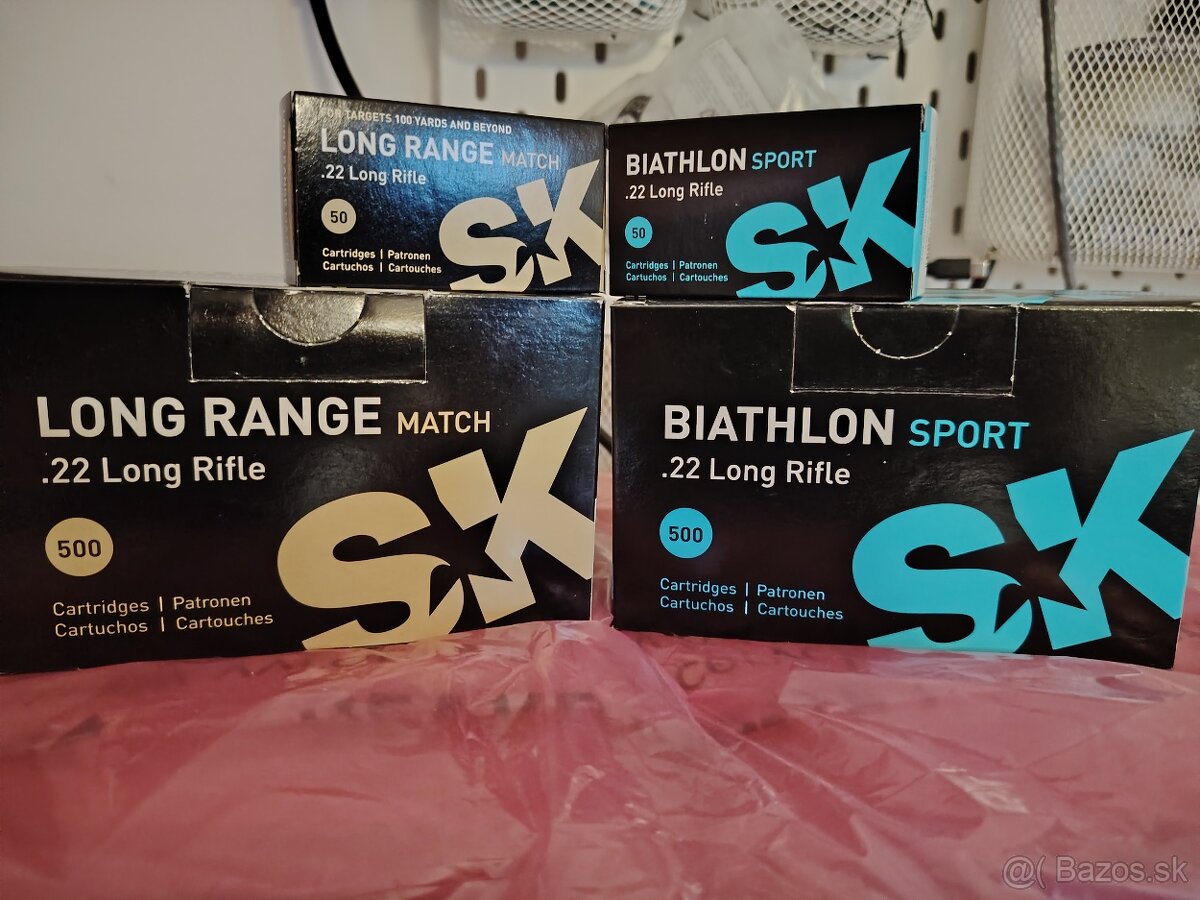 FOR TARGETS 100 YARDS AND BEYOND
LONG RANGE MATCH
.22 Long Rifle
50
Cartridges | Patronen
Cartuchos | Cartouches
SK
BIATHLON SPORT
.22 Long Rifle
50
Cartridges | Patronen
Cartuchos | Cartouches
SK
LONG RANGE MATCH
.22 Long Rifle
500
Cartridges | Patronen
Cartuchos | Cartouches
SK
BIATHLON SPORT
.22 Long Rifle
500
Cartridges | Patronen
Cartuchos | Cartouches
SK
@( Bazos.sk